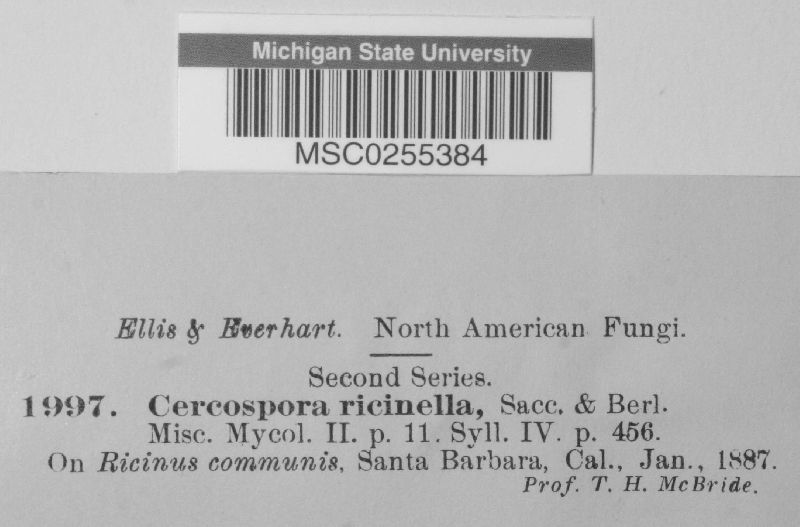 Michigan State University
MSC0255384
Ellis & Everhart. North American Fungi.
Second Series.
1997. Cercospora ricinella, Sacc. & Berl.
Misc. Mycol. II. p. 11. Syll. IV. p. 456.
On Ricinus communis, Santa Barbara, Cal., Jan., 1887.
Prof. T. H. McBride.